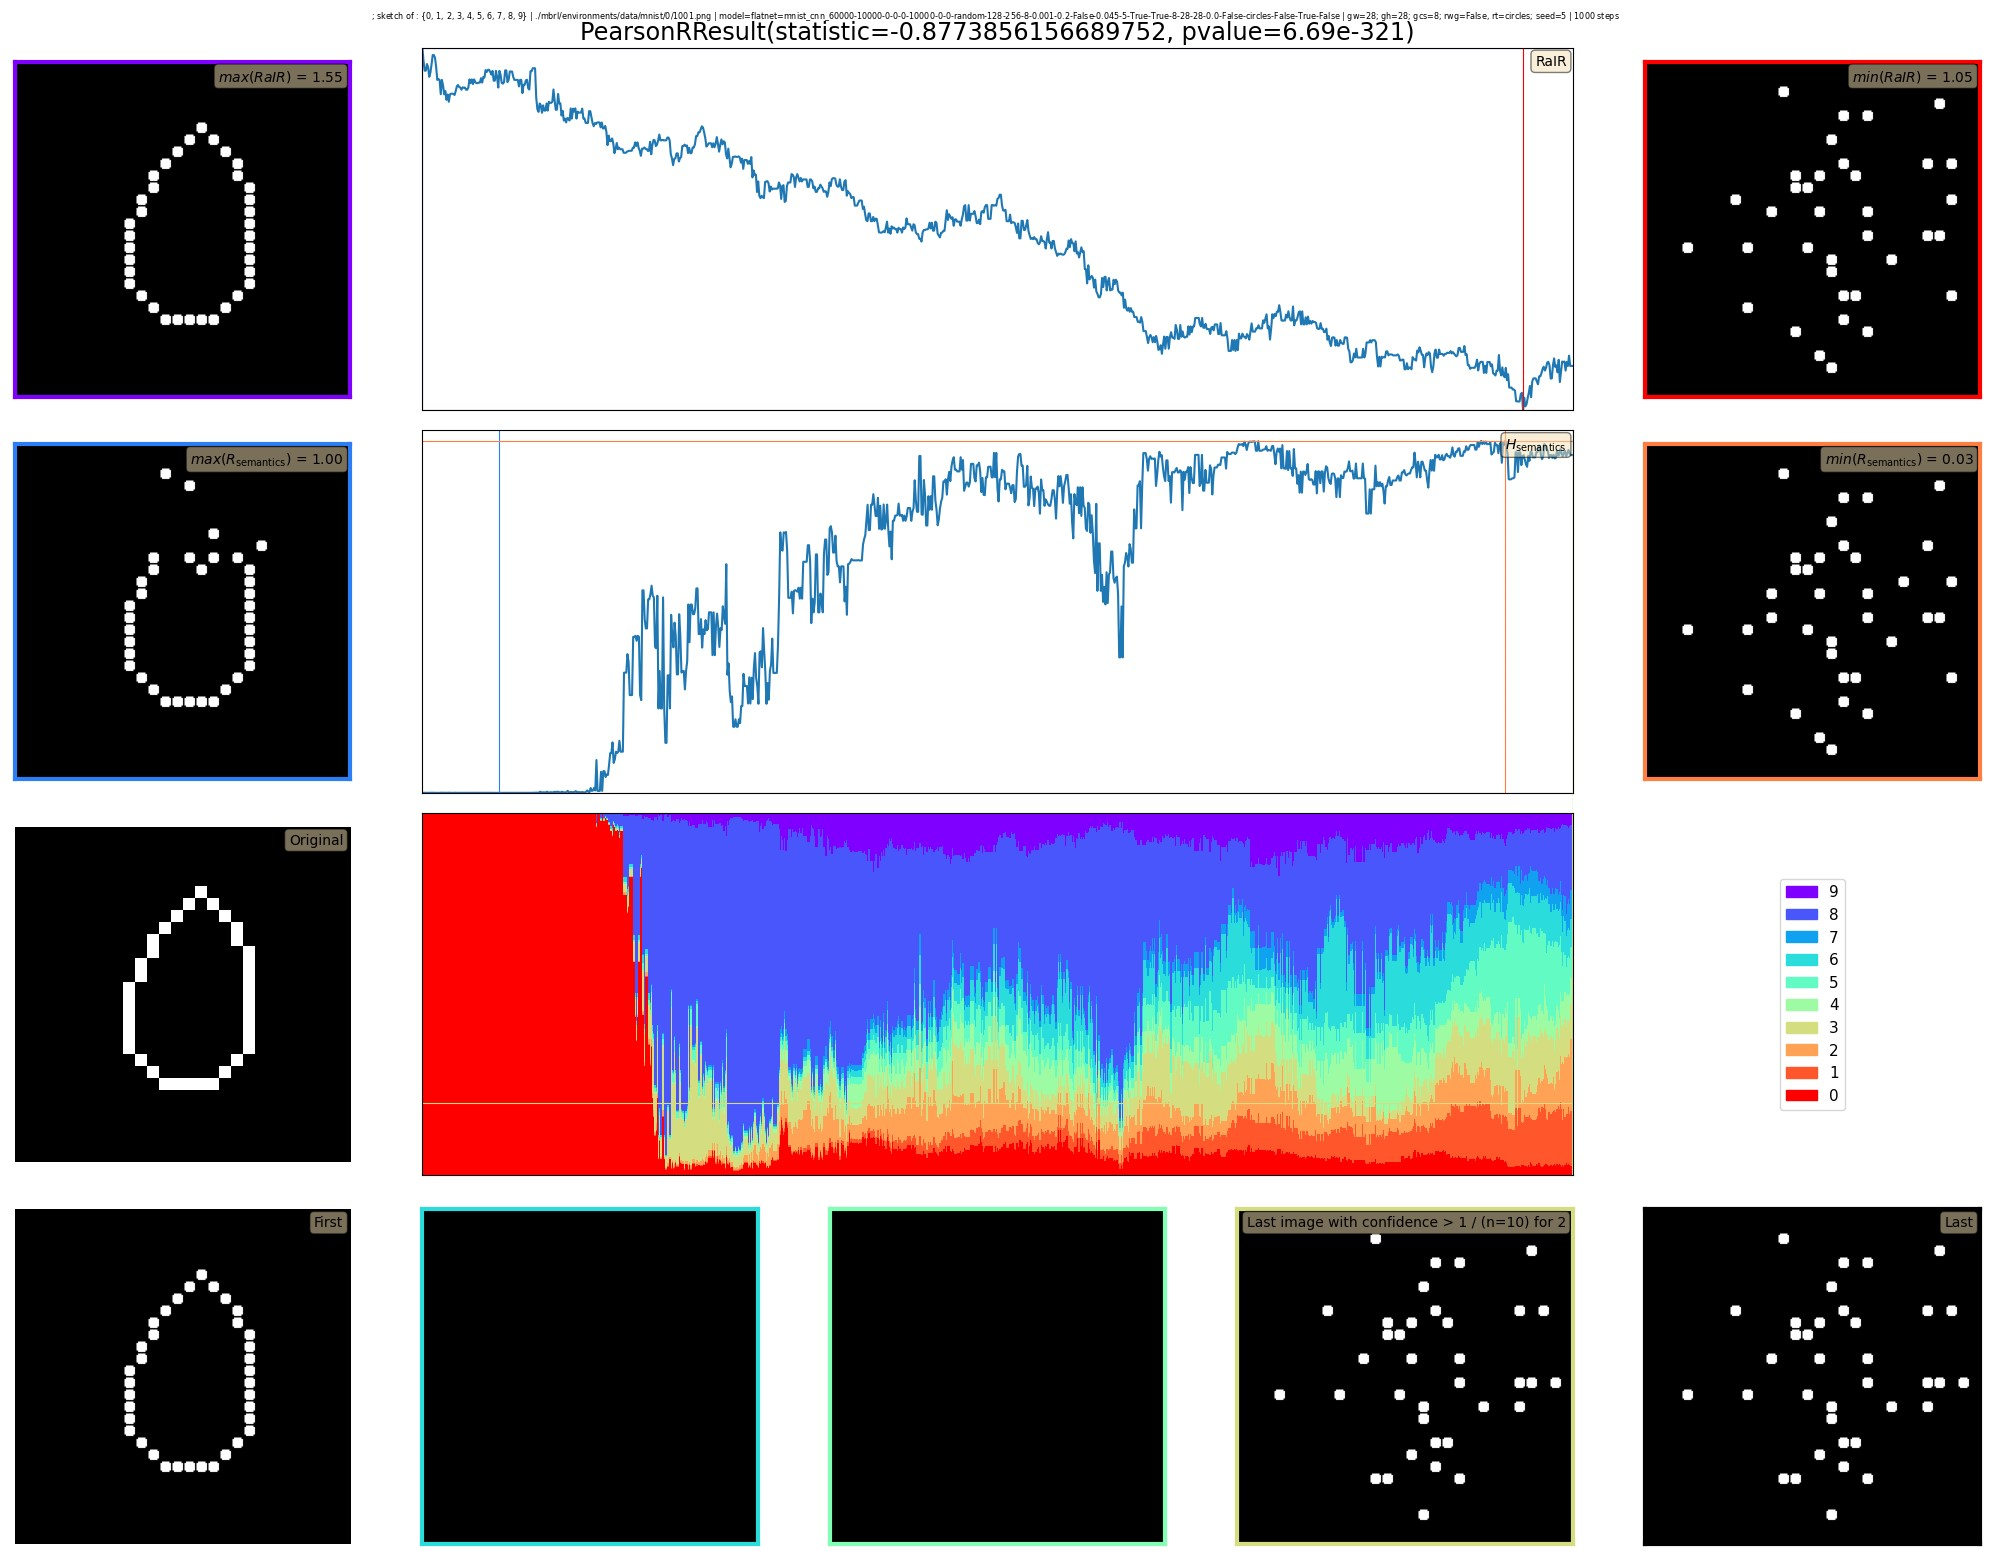 ; sketch of : {0, 1, 2, 3, 4, 5, 6, 7, 8, 9} | ./mbrl/environments/data/mnist/0/1001.png | model=flatnet=mnist_cnn_60000-10000-0-0-0-10000-0-0-random-128-256-8-0.001-0.2-False-0.045-5-True-True-8-28-28-0.0-False-circles-False-True-False | gw=28; gh=28; gcs=8; rwg=False, rt=circles; seed=5 | 1000 steps
PearsonRResult(statistic=-0.8773856156689752, pvalue=6.69e-321)
max(RaIR) = 1.55
RaIR
min(RaIR) = 1.05
max(R_semantics) = 1.00
H_semantics
min(R_semantics) = 0.03
Original
9
8
7
6
5
4
3
2
1
0
First
Last image with confidence > 1 / (n=10) for 2
Last